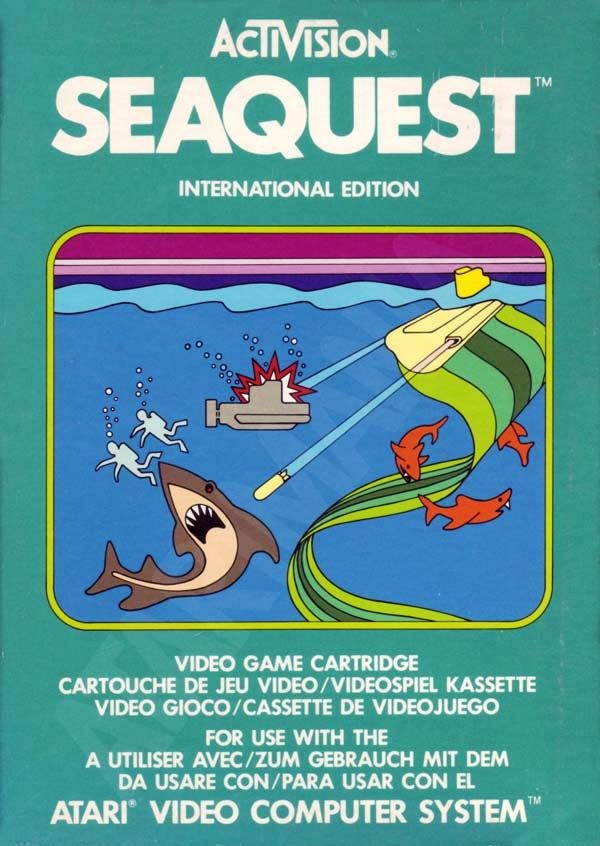 ACTIVISION®
SEAQUEST™
INTERNATIONAL EDITION
VIDEO GAME CARTRIDGE
CARTOUCHE DE JEU VIDEO/VIDEOSPIEL KASSETTE
VIDEO GIOCO/CASSETTE DE VIDEOJUEGO
FOR USE WITH THE
A UTILISER AVEC/ZUM GEBRAUCH MIT DEM
DA USARE CON/PARA USAR CON EL
ATARI® VIDEO COMPUTER SYSTEM™